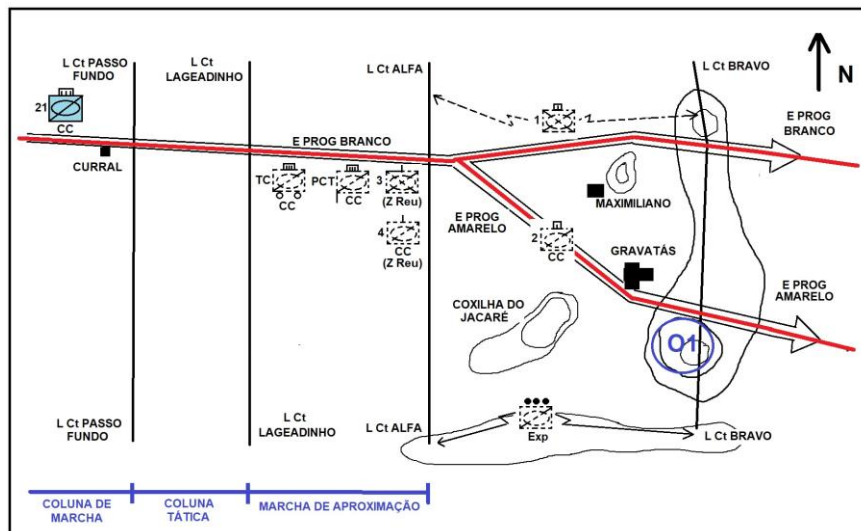 L Ct PASSO
FUNDO
L Ct
LAGEADINHO
L Ct ALFA
L Ct BRAVO
N
21
CC
CURRAL
E PROG BRANCO
1
E PROG
BRANCO
TC
CC
PCT
CC
3
(Z Reu)
4
CC
(Z Reu)
MAXIMILIANO
E PROG
AMARELO
2
CC
GRAVATÁS
E PROG
AMARELO
COXILHA DO
JACARÉ
O1
L Ct PASSO
FUNDO
L Ct
LAGEADINHO
L Ct ALFA
Exp
L Ct BRAVO
COLUNA DE
MARCHA
COLUNA
TÁTICA
MARCHA DE APROXIMAÇÃO